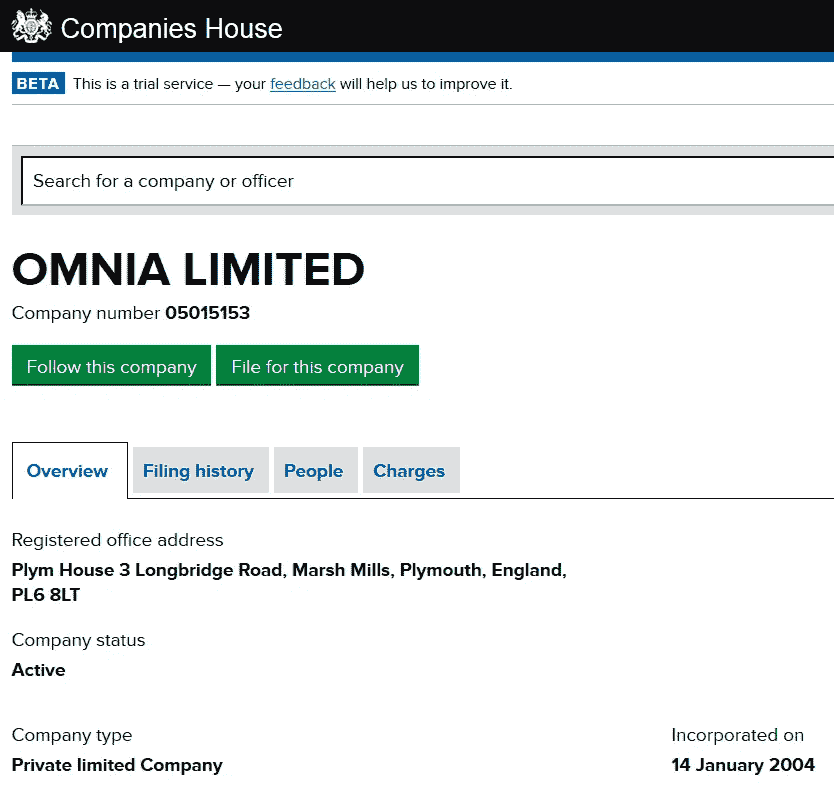 Companies House
BETA This is a trial service — your feedback will help us to improve it.
Search for a company or officer
OMNIA LIMITED
Company number 05015153
Follow this company File for this company
Overview Filing history People Charges
Registered office address
Plym House 3 Longbridge Road, Marsh Mills, Plymouth, England,
PL6 8LT
Company status
Active
Company type Incorporated on
Private limited Company 14 January 2004